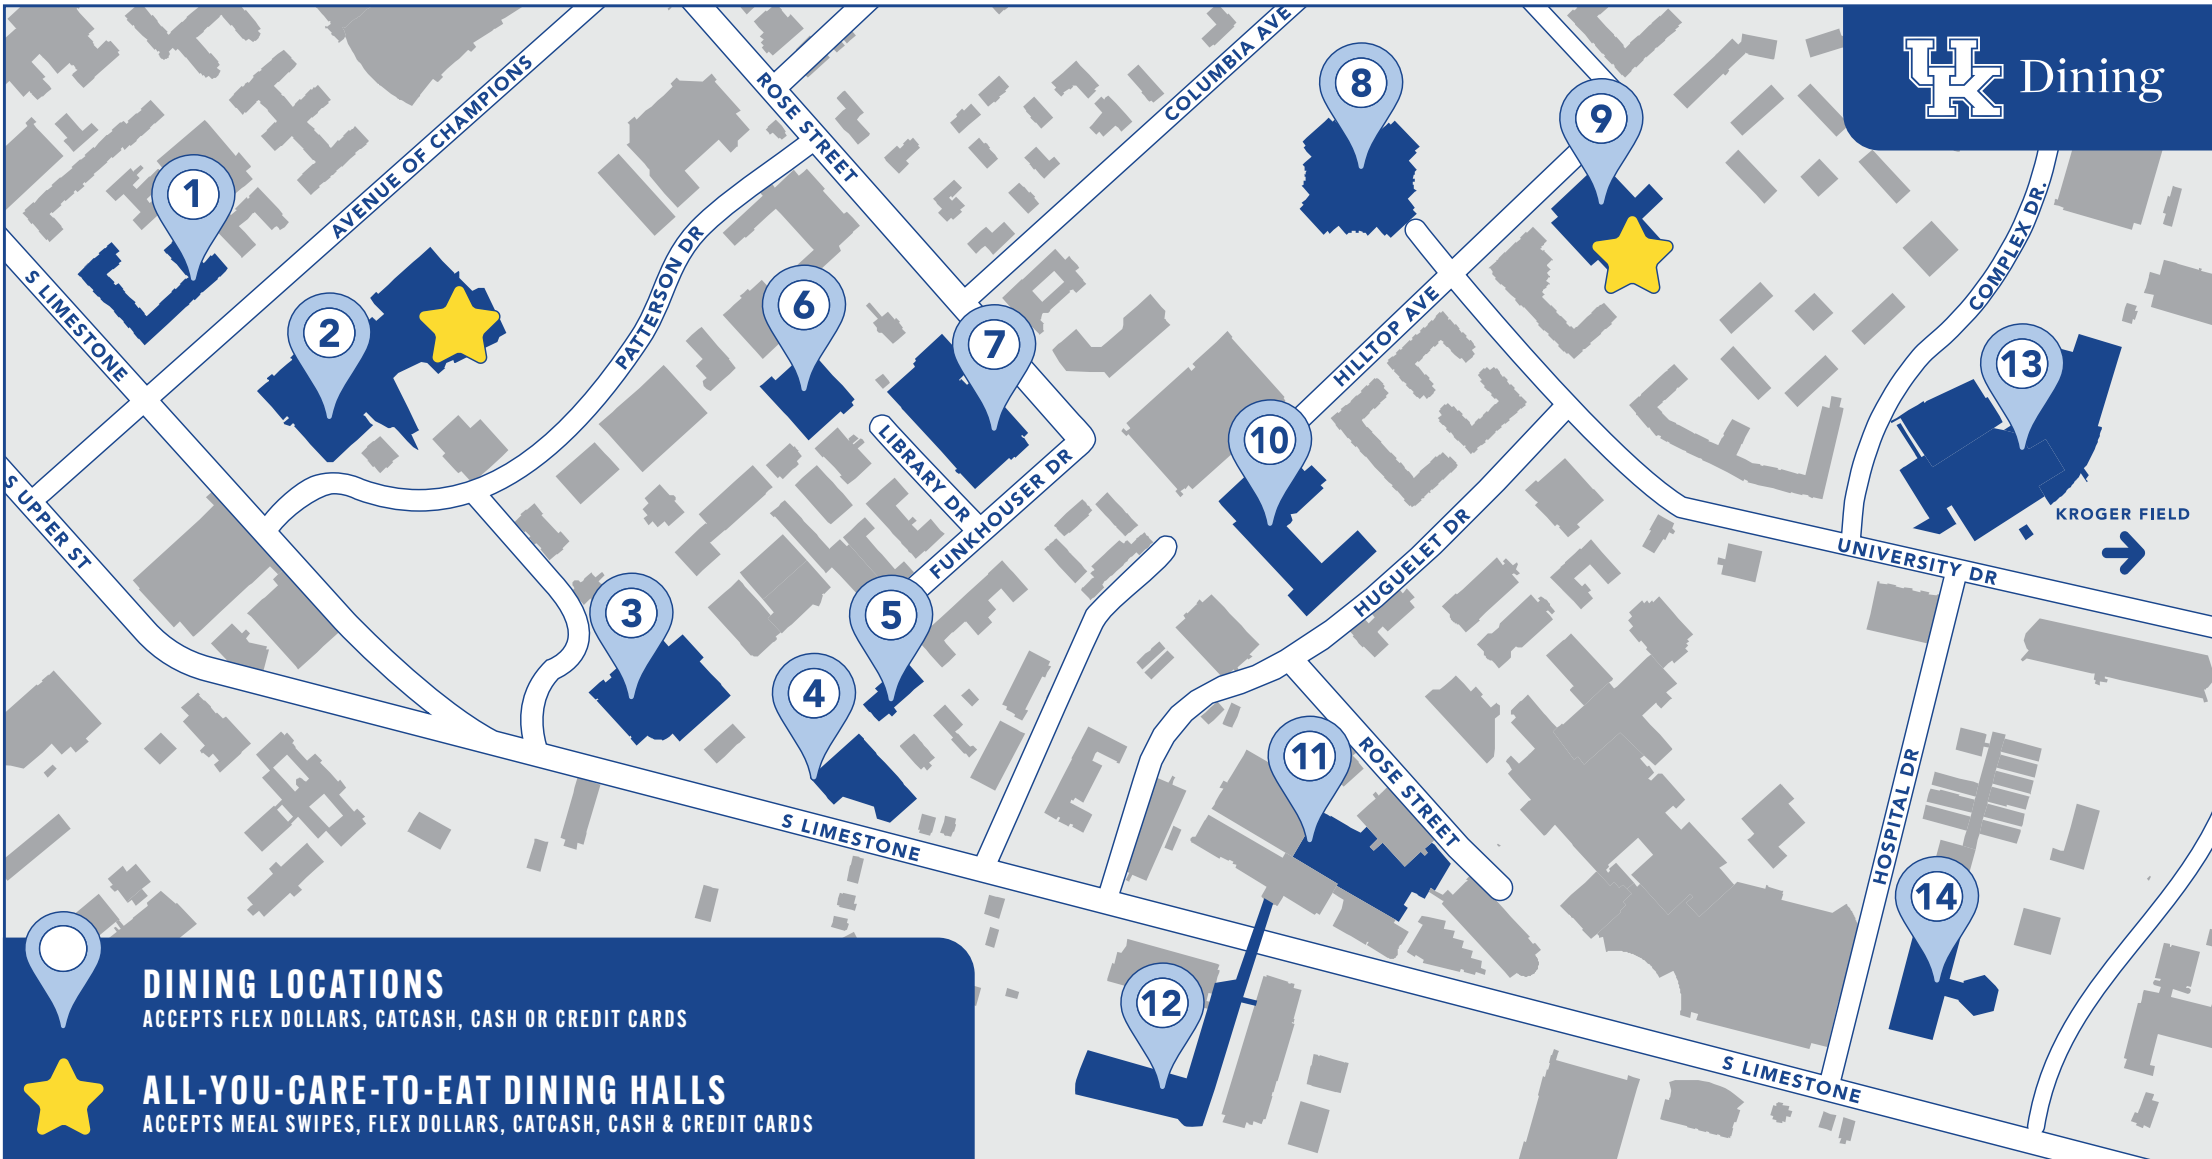 UK Dining
COLUMBIA AVE
AVENUE OF CHAMPIONS
ROSE STREET
8
9
1
COMPLEX DR.
S LIMESTONE
PATTERSON DR
6
2
7
HILLTOP AVE
13
10
LIBRARY DR
FUNKHOUSER DR
S UPPER ST
HUGUELET DR
KROGER FIELD
UNIVERSITY DR
3
5
4
11
ROSE STREET
S LIMESTONE
HOSPITAL DR
14
12
S LIMESTONE
DINING LOCATIONS
ACCEPTS FLEX DOLLARS, CATCASH, CASH OR CREDIT CARDS
ALL-YOU-CARE-TO-EAT DINING HALLS
ACCEPTS MEAL SWIPES, FLEX DOLLARS, CATCASH, CASH & CREDIT CARDS